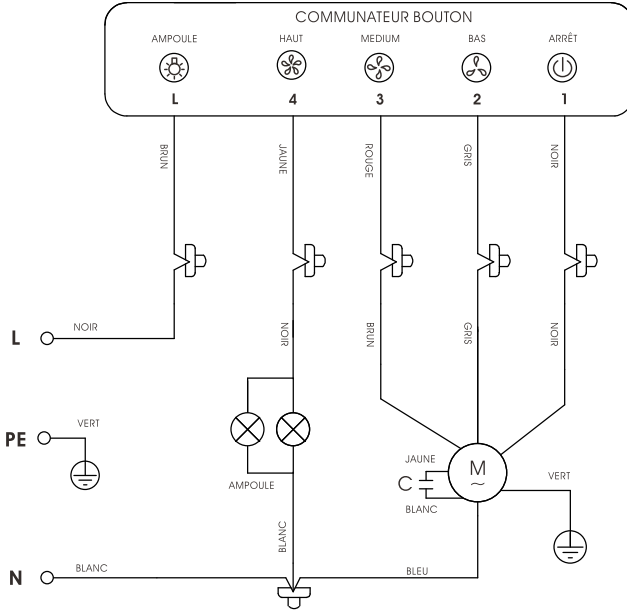 COMMUNATEUR BOUTON
AMPOULE HAUT MEDIUM BAS ARRÊT
L 4 3 2 1
BRUN JAUNE ROUGE GRIS NOIR
L NOIR
NOIR BRUN GRIS NOIR
PE VERT
AMPOULE
JAUNE
C
BLANC
M
~
VERT
BLANC
N BLANC
BLEU